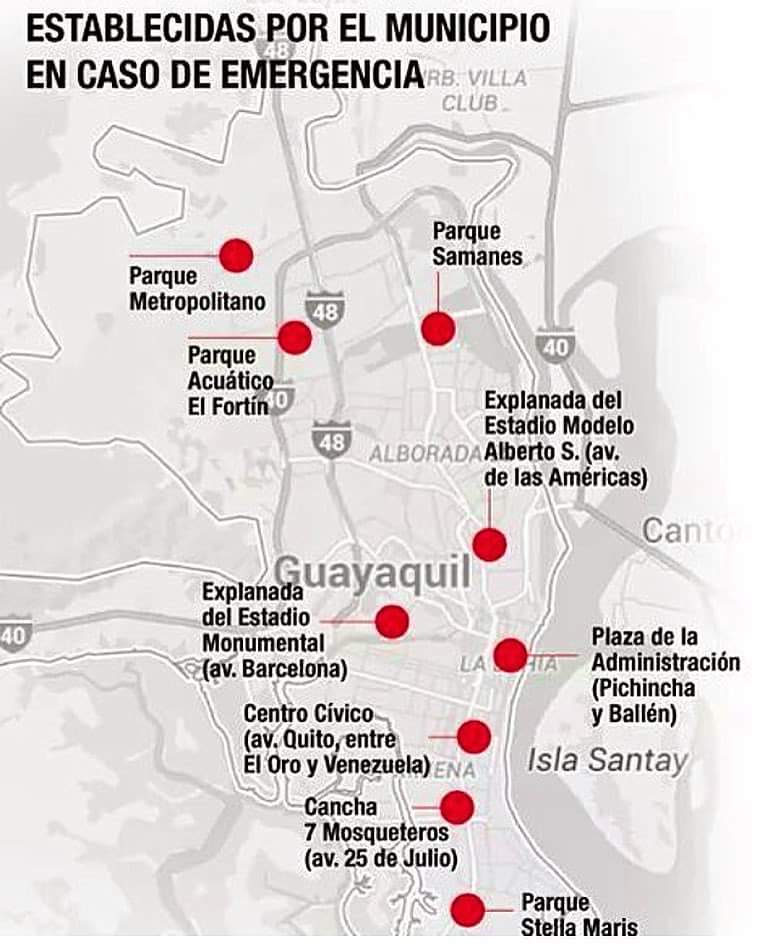 ESTABLECIDAS POR EL MUNICIPIO
EN CASO DE EMERGENCIA
48
VILLA
CLUB
Parque
Samanes
Parque
Metropolitano
48
Parque
Acuático
El Fortín
40
40
48
ALBORADA
Explanada del
Estadio Modelo
Alberto S. (av.
de las Américas)
Guayaquil
Explanada
del Estadio
Monumental
(av. Barcelona)
40
Plaza de la
Administración
(Pichincha
y Ballén)
Centro Cívico
(av. Quito, entre
El Oro y Venezuela)
Isla Santay
Cancha
7 Mosqueteros
(av. 25 de Julio)
Parque
Stella Maris